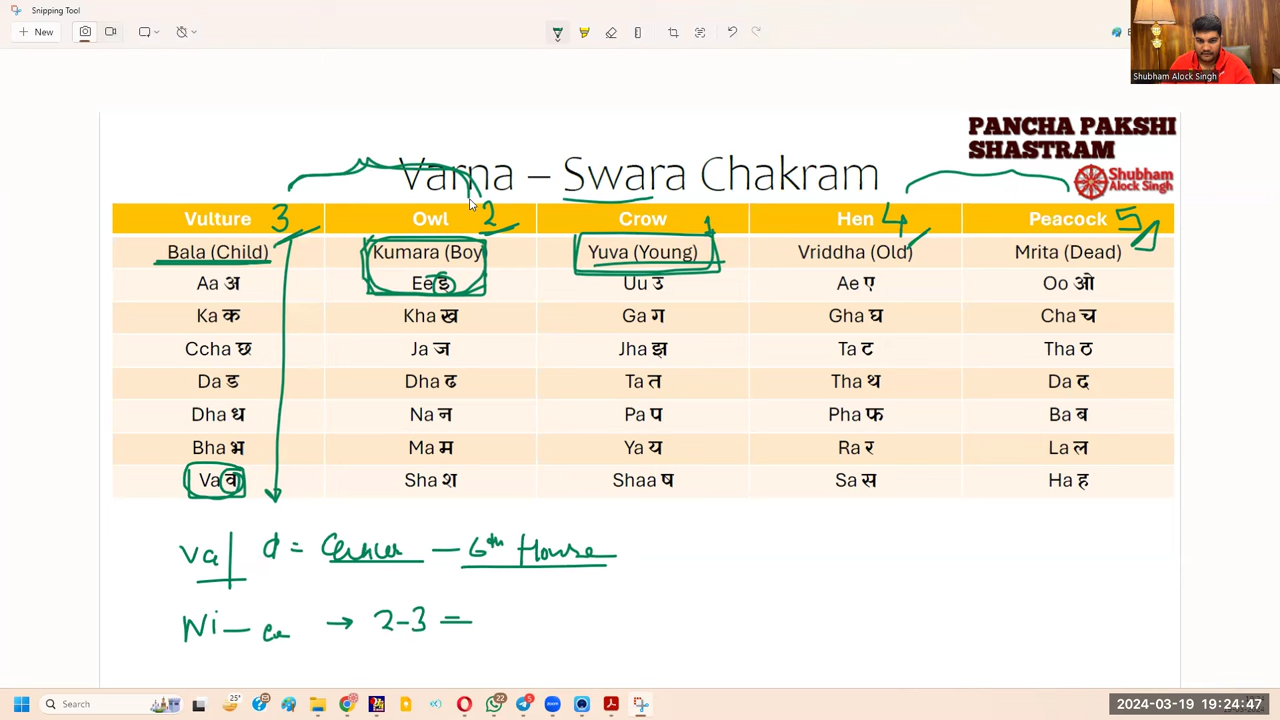 Snipping Tool
New
Shubham Alock Singh
PANCHA PAKSHI
SHASTRAM
Varna – Swara Chakram
Shubham
Alock Singh
Vulture 3 Owl 2 Crow 1 Hen 4 Peacock 5
Bala (Child) Kumara (Boy) Yuva (Young) Vriddha (Old) Mrita (Dead)
Aa अ Ee इ Uu उ Ae ए Oo ओ
Ka क Kha ख Ga ग Gha घ Cha च
Ccha छ Ja ज Jha झ Ta ट Tha ठ
Da ड Dha ढ Ta त Tha थ Da द
Dha ध Na न Pa प Pha फ Ba ब
Bha भ Ma म Ya य Ra र La ल
Va व Sha श Shaa ष Sa स Ha ह
Va = — 6th House
Ni – → 2-3 =
Search
25°
22
5
2024-03-19 19:24:47